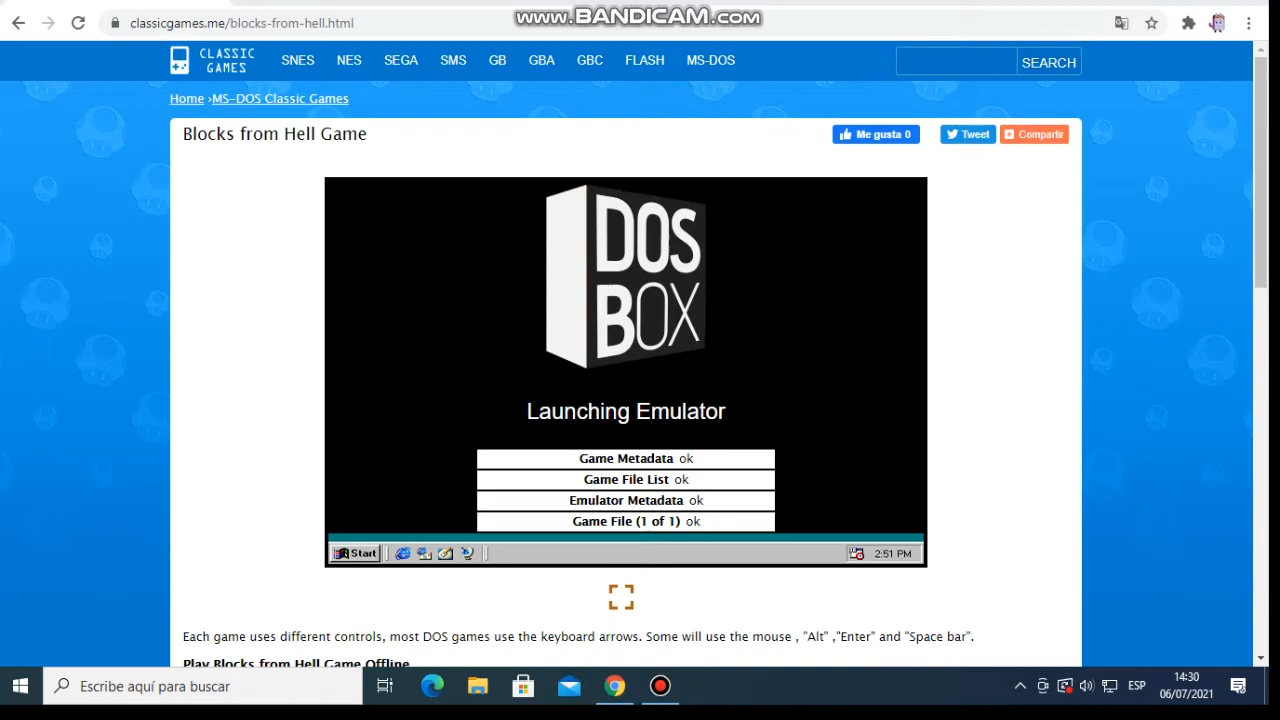 www.BANDICAM.com
classicgames.me/blocks-from-hell.html
CLASSIC GAMES
SNES NES SEGA SMS GB GBA GBC FLASH MS-DOS
SEARCH
Home ›MS-DOS Classic Games
Blocks from Hell Game
Me gusta 0
Tweet
Compartir
DOS
BOX
Launching Emulator
Game Metadata ok
Game File List ok
Emulator Metadata ok
Game File (1 of 1) ok
Start
2:51 PM
Each game uses different controls, most DOS games use the keyboard arrows. Some will use the mouse , "Alt" ,"Enter" and "Space bar".
Play Blocks from Hell Game Offline
Escribe aquí para buscar
ESP
14:30
06/07/2021